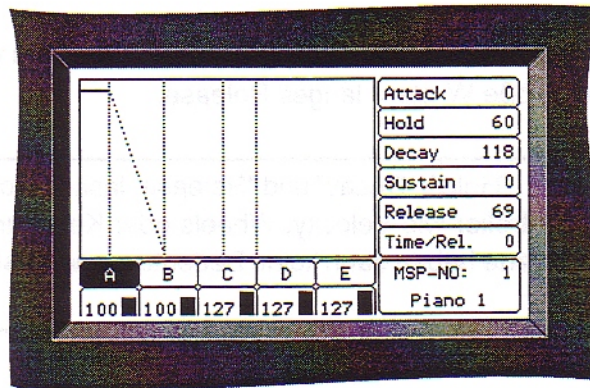 Attack 0
Hold 60
Decay 118
Sustain 0
Release 69
Time/Rel. 0
A B C D E
100 100 127 127 127
MSP-NO: 1
Piano 1